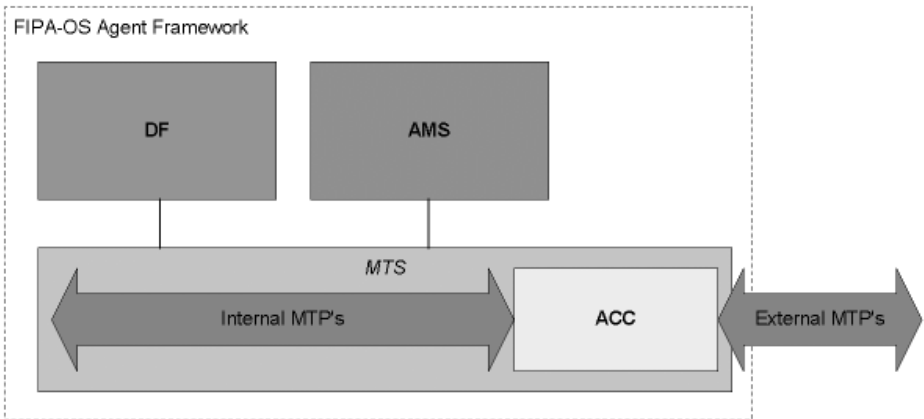 FIPA-OS Agent Framework
DF
AMS
MTS
Internal MTP's
ACC
External MTP's